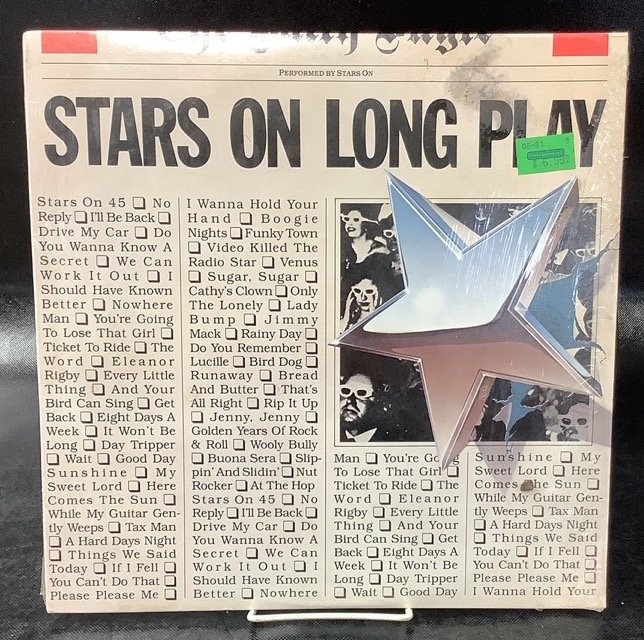 PERFORMED BY STARS ON
STARS ON LONG PLAY
05-81 8
$ 6.59
Stars On 45 ❏ No
Reply ❏ I'll Be Back ❏
Drive My Car ❏ Do
You Wanna Know A
Secret ❏ We Can
Work It Out ❏ I
Should Have Known
Better ❏ Nowhere
Man ❏ You're Going
To Lose That Girl ❏
Ticket To Ride ❏ The
Word ❏ Eleanor
Rigby ❏ Every Little
Thing ❏ And Your
Bird Can Sing ❏ Get
Back ❏ Eight Days A
Week ❏ It Won't Be
Long ❏ Day Tripper
❏ Wait ❏ Good Day
Sunshine ❏ My
Sweet Lord ❏ Here
Comes The Sun ❏
While My Guitar Gen-
tly Weeps ❏ Tax Man
❏ A Hard Days Night
❏ Things We Said
Today ❏ If I Fell ❏
You Can't Do That ❏
Please Please Me ❏
I Wanna Hold Your
Hand ❏ Boogie
Nights ❏ Funky Town
❏ Video Killed The
Radio Star ❏ Venus
❏ Sugar, Sugar ❏
Cathy's Clown ❏ Only
The Lonely ❏ Lady
Bump ❏ Jimmy
Mack ❏ Rainy Day ❏
Do You Remember ❏
Lucille ❏ Bird Dog ❏
Runaway ❏ Bread
And Butter ❏ That's
All Right ❏ Rip It Up
❏ Jenny, Jenny ❏
Golden Years Of Rock
& Roll ❏ Wooly Bully
❏ Buona Sera ❏ Slip-
pin' And Slidin' ❏ Nut
Rocker ❏ At The Hop
Stars On 45 ❏ No
Reply ❏ I'll Be Back ❏
Drive My Car ❏ Do
You Wanna Know A
Secret ❏ We Can
Work It Out ❏ I
Should Have Known
Better ❏ Nowhere
Man ❏ You're Going
To Lose That Girl ❏
Ticket To Ride ❏ The
Word ❏ Eleanor
Rigby ❏ Every Little
Thing ❏ And Your
Bird Can Sing ❏ Get
Back ❏ Eight Days A
Week ❏ It Won't Be
Long ❏ Day Tripper
❏ Wait ❏ Good Day
Sunshine ❏ My
Sweet Lord ❏ Here
Comes The Sun ❏
While My Guitar Gen-
tly Weeps ❏ Tax Man
❏ A Hard Days Night
❏ Things We Said
Today ❏ If I Fell ❏
You Can't Do That ❏
Please Please Me ❏
I Wanna Hold Your